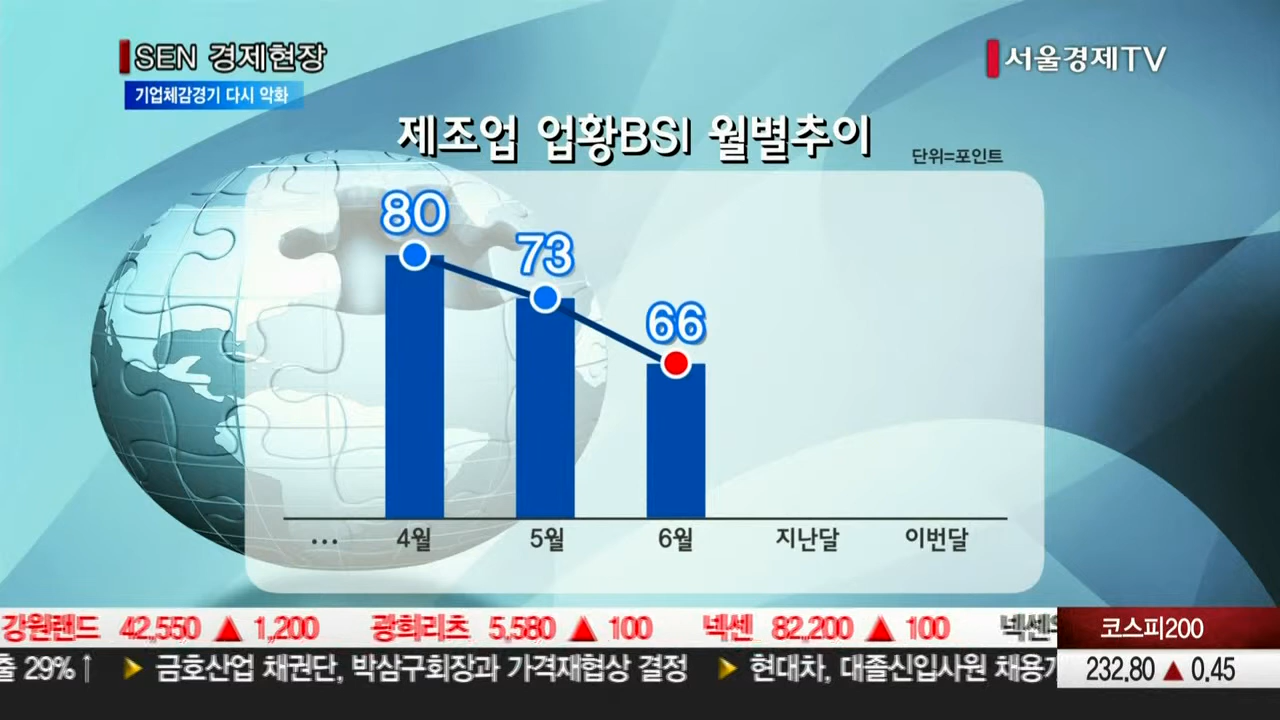 SEN 경제현장
서울경제TV
기업체감경기 다시 악화
제조업 업황BSI 월별추이
단위=포인트
80
73
66
... 4월 5월 6월 지난달 이번달
강원랜드 42,550 ▲ 1,200 광희리츠 5,580 ▲ 100 넥센 82,200 ▲ 100
코스피200
29%↑ ▶ 금호산업 채권단, 박삼구회장과 가격재협상 결정 ▶ 현대차, 대졸신입사원
232.80 ▲ 0.45